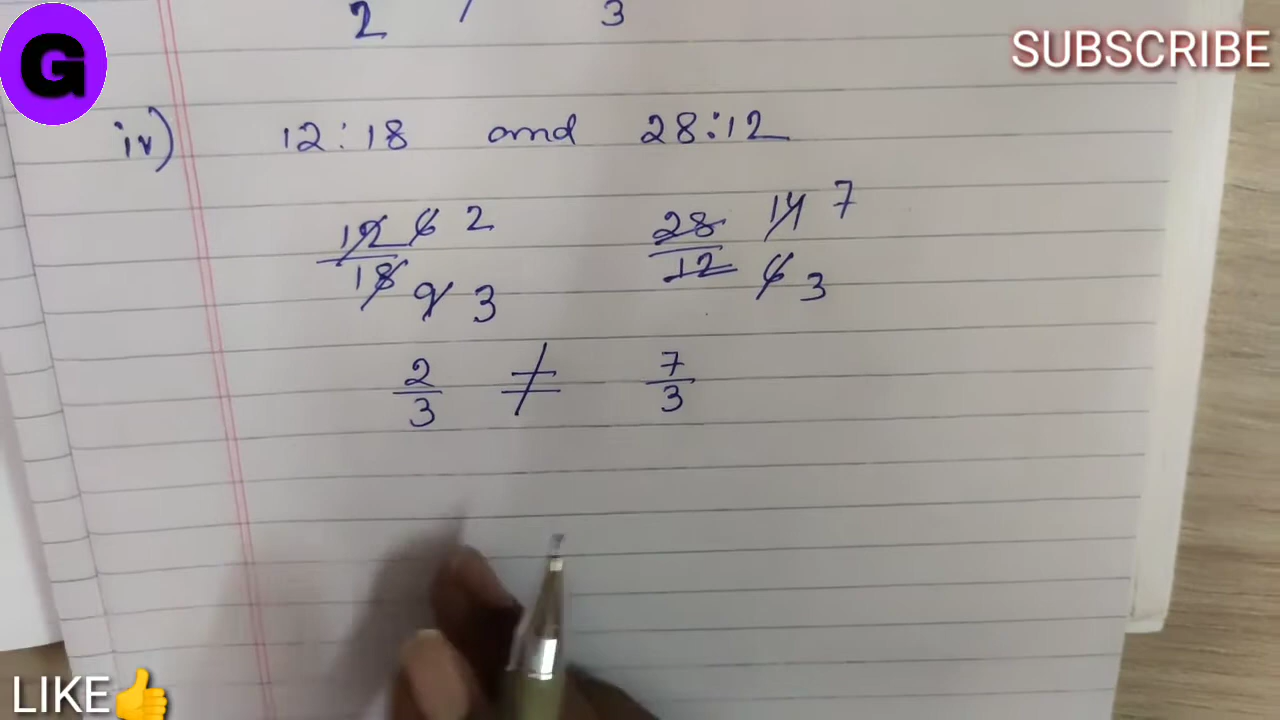 2 3
G
SUBSCRIBE
iv) 12:18 and 28:12
12 6 2 28 14 7
18 9 3 12 6 3
2 ≠ 7
3 3
LIKE👍